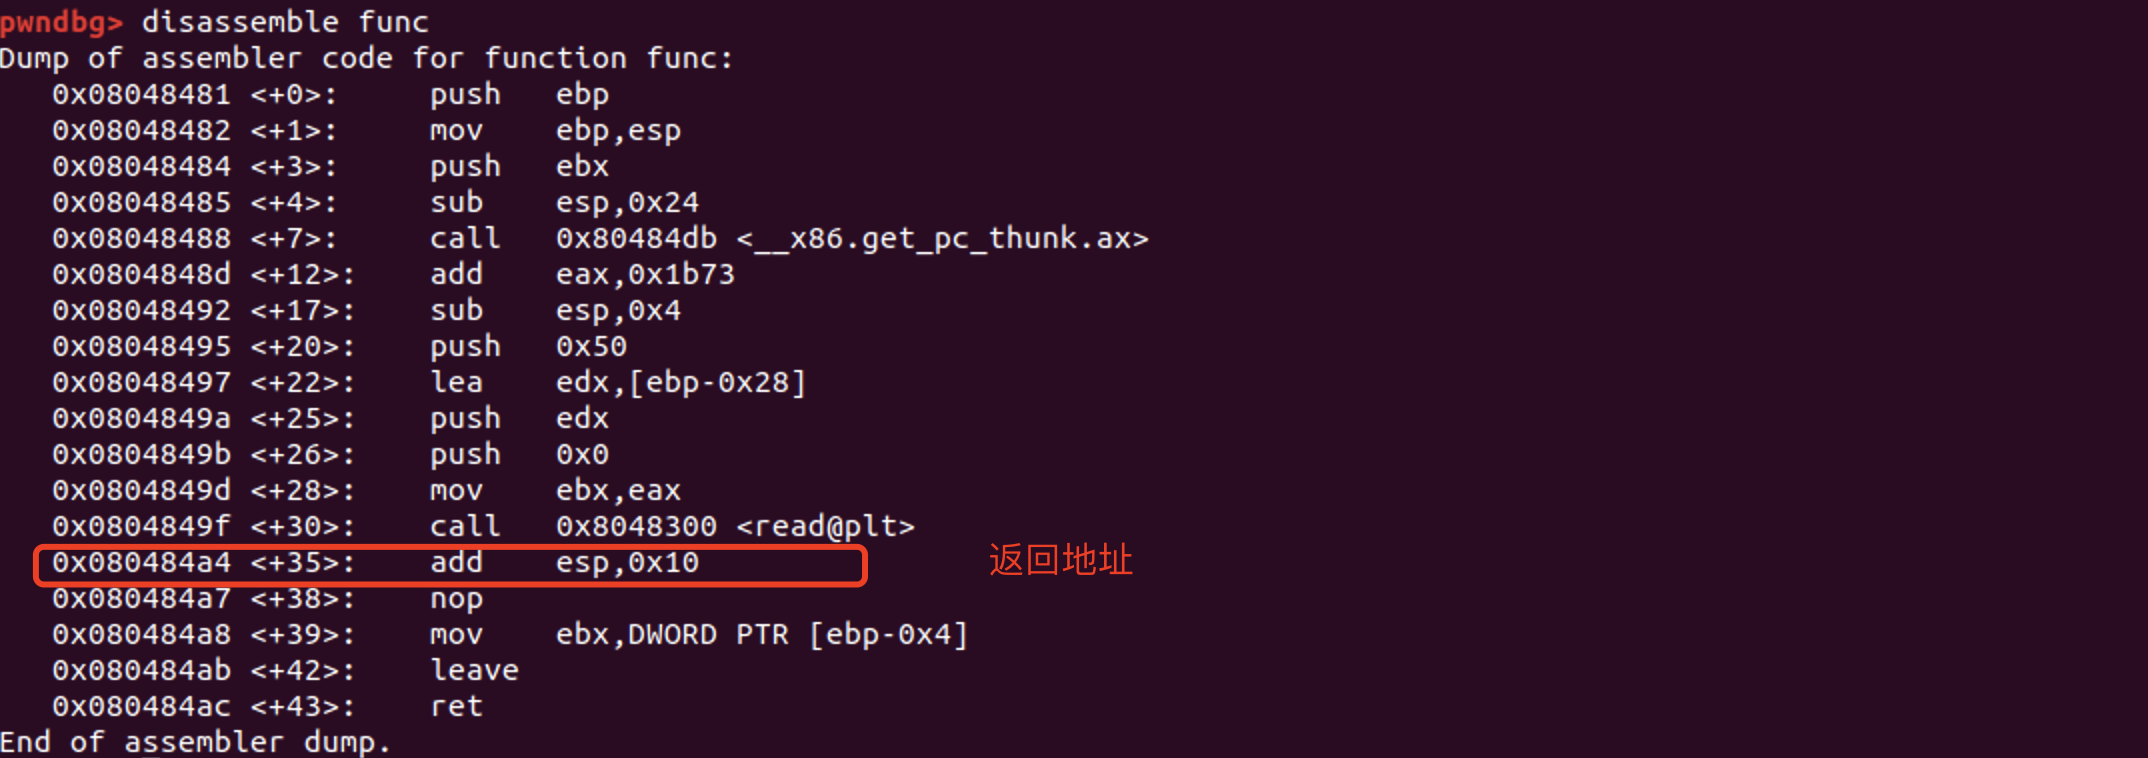 pwndbg> disassemble func
Dump of assembler code for function func:
0x08048481 <+0>: push ebp
0x08048482 <+1>: mov ebp,esp
0x08048484 <+3>: push ebx
0x08048485 <+4>: sub esp,0x24
0x08048488 <+7>: call 0x80484db <__x86.get_pc_thunk.ax>
0x0804848d <+12>: add eax,0x1b73
0x08048492 <+17>: sub esp,0x4
0x08048495 <+20>: push 0x50
0x08048497 <+22>: lea edx,[ebp-0x28]
0x0804849a <+25>: push edx
0x0804849b <+26>: push 0x0
0x0804849d <+28>: mov ebx,eax
0x0804849f <+30>: call 0x8048300 <read@plt>
0x080484a4 <+35>: add esp,0x10 返回地址
0x080484a7 <+38>: nop
0x080484a8 <+39>: mov ebx,DWORD PTR [ebp-0x4]
0x080484ab <+42>: leave
0x080484ac <+43>: ret
End of assembler dump.